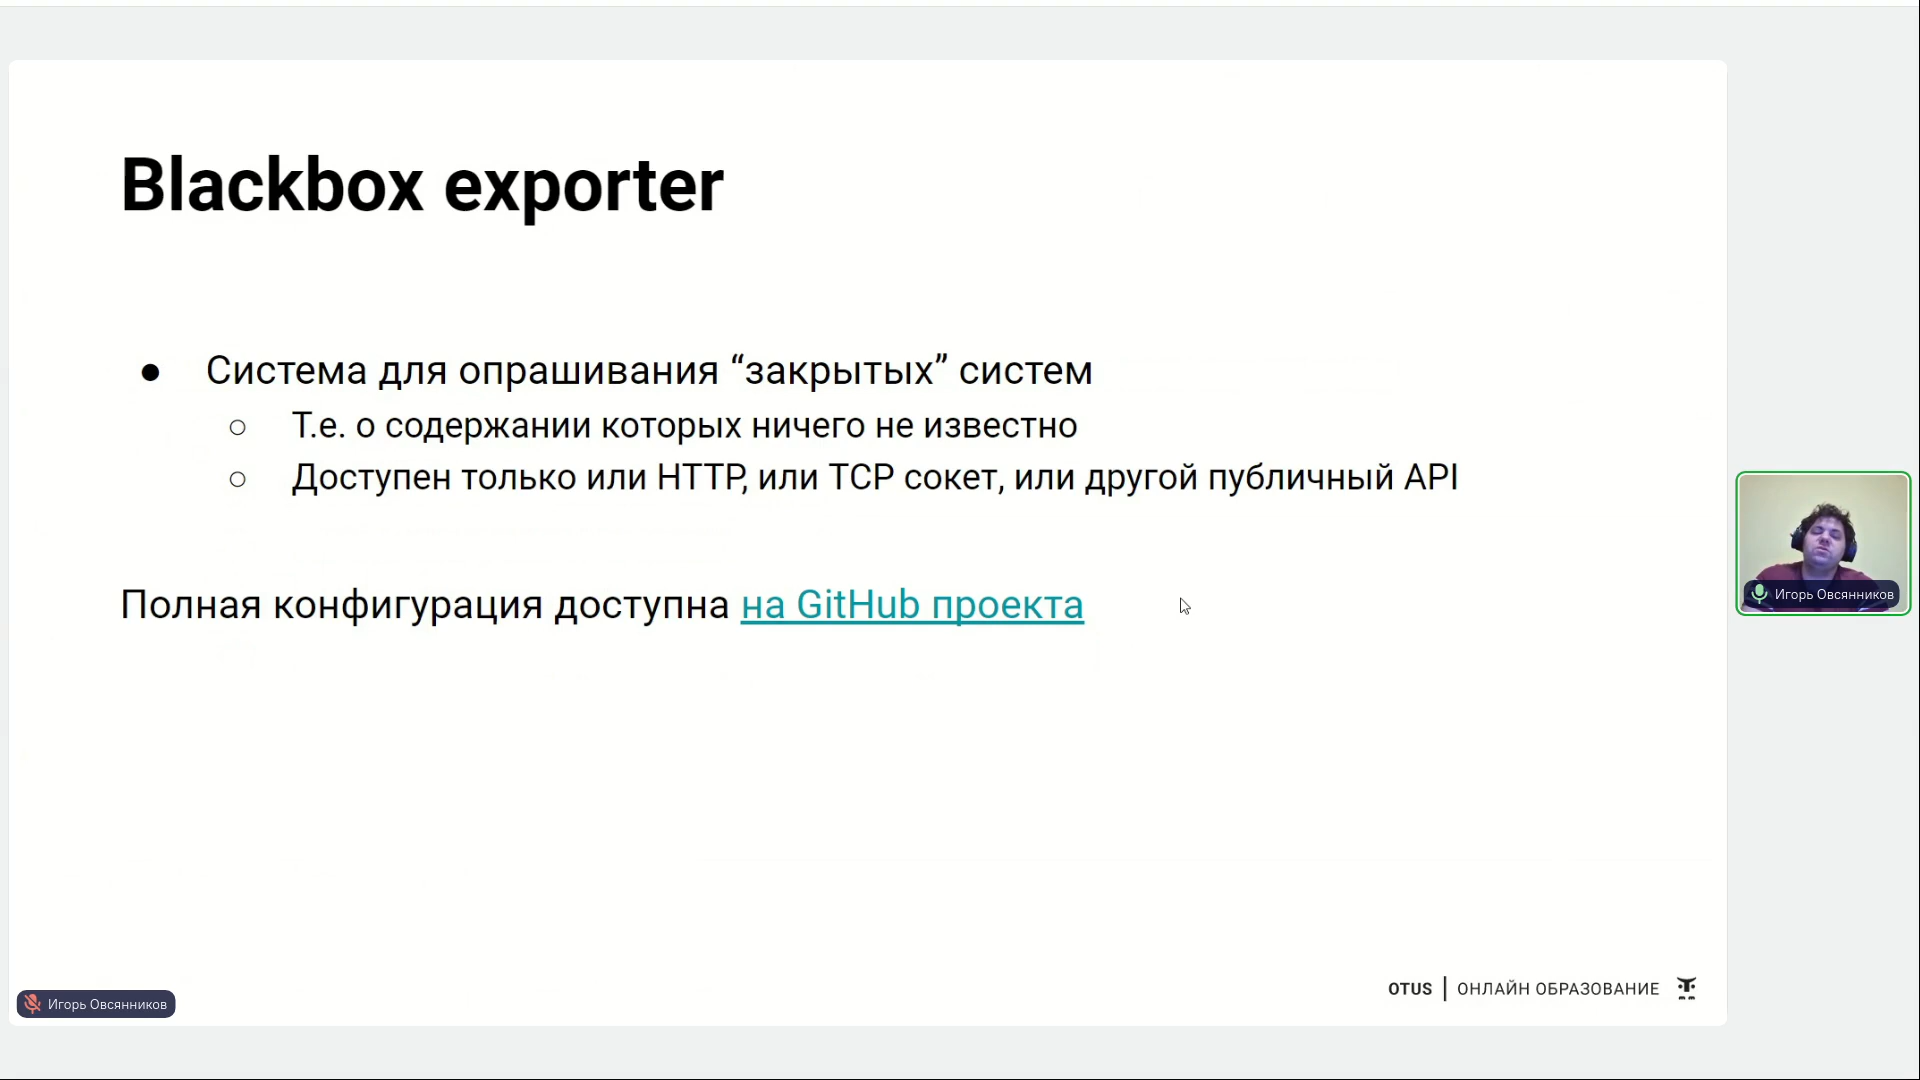 Blackbox exporter
● Система для опрашивания “закрытых” систем
○ Т.е. о содержании которых ничего не известно
○ Доступен только или HTTP, или TCP сокет, или другой публичный API
Полная конфигурация доступна на GitHub проекта
Игорь Овсянников
OTUS | ОНЛАЙН ОБРАЗОВАНИЕ
Игорь Овсянников